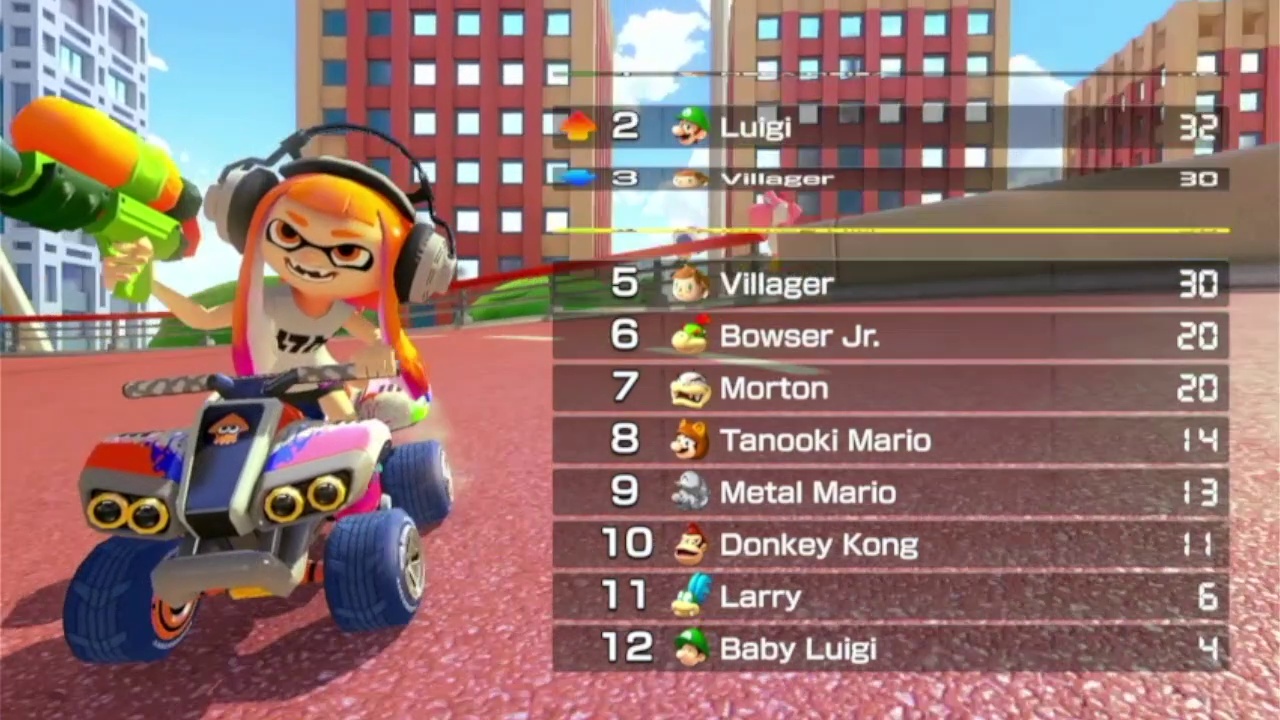 2 Luigi 32
3 Villager 30
5 Villager 30
6 Bowser Jr. 20
7 Morton 20
8 Tanooki Mario 14
9 Metal Mario 13
10 Donkey Kong 11
11 Larry 6
12 Baby Luigi 4